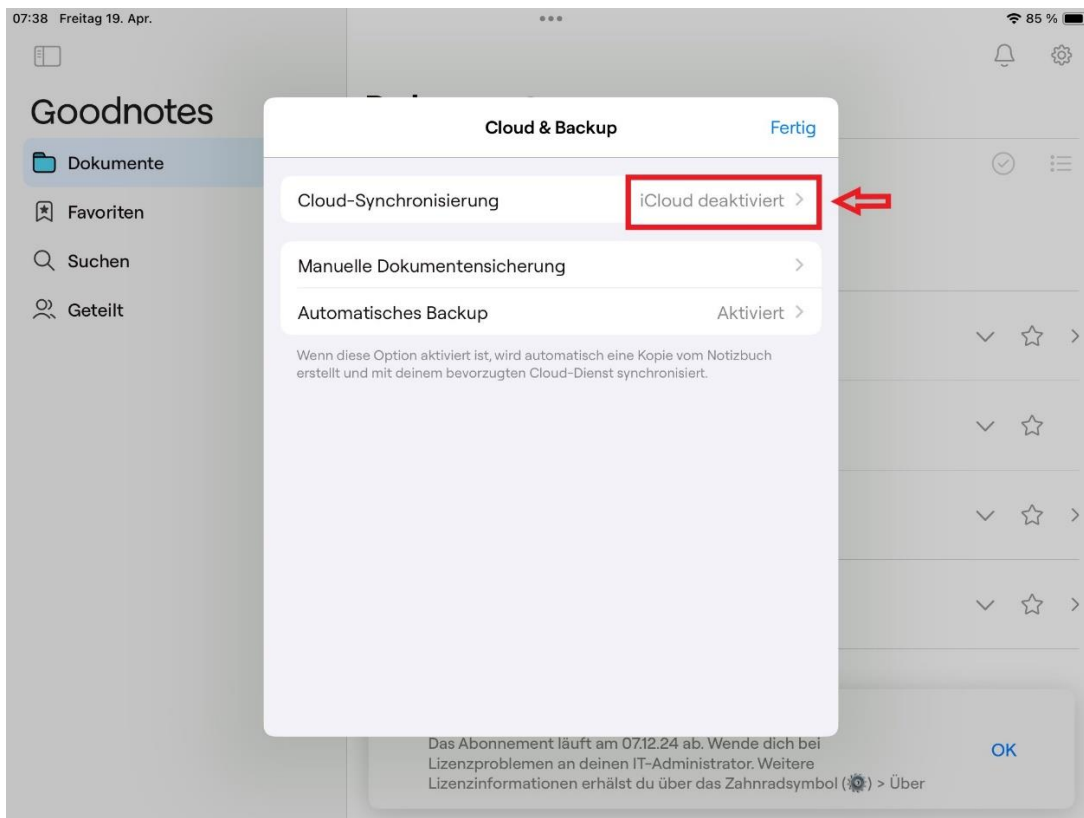 07:38 Freitag 19. Apr.
85 %
Goodnotes
Dokumente
Favoriten
Suchen
Geteilt
Cloud & Backup
Fertig
Cloud-Synchronisierung
iCloud deaktiviert
Manuelle Dokumentensicherung
Automatisches Backup
Aktiviert
Wenn diese Option aktiviert ist, wird automatisch eine Kopie vom Notizbuch
erstellt und mit deinem bevorzugten Cloud-Dienst synchronisiert.
Das Abonnement läuft am 07.12.24 ab. Wende dich bei
Lizenzproblemen an deinen IT-Administrator. Weitere
Lizenzinformationen erhälst du über das Zahnradsymbol (⚙) > Über
OK